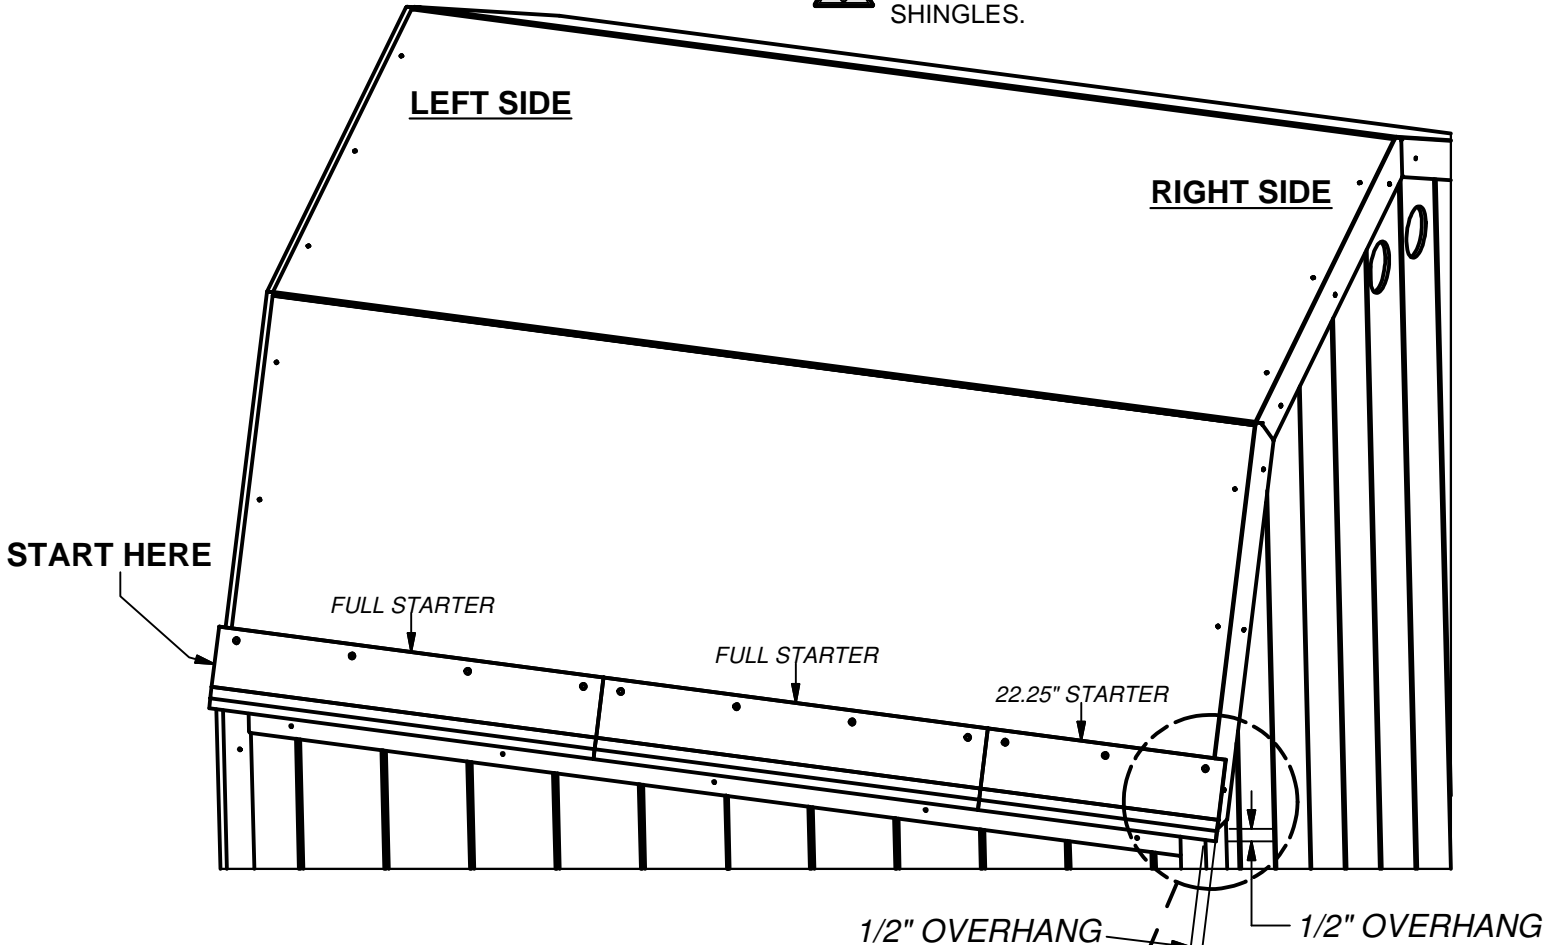 SHINGLES.
LEFT SIDE
RIGHT SIDE
START HERE
FULL STARTER
FULL STARTER
22.25" STARTER
1/2" OVERHANG
1/2" OVERHANG